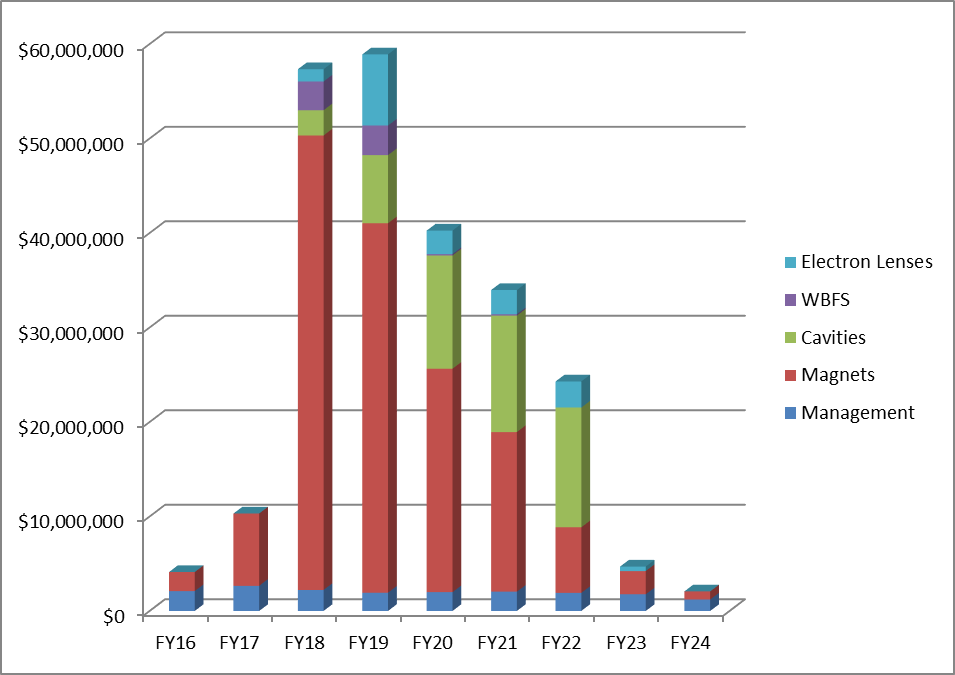 $60,000,000
$50,000,000
$40,000,000
$30,000,000
$20,000,000
$10,000,000
$0
FY16 FY17 FY18 FY19 FY20 FY21 FY22 FY23 FY24
Electron Lenses
WBFS
Cavities
Magnets
Management